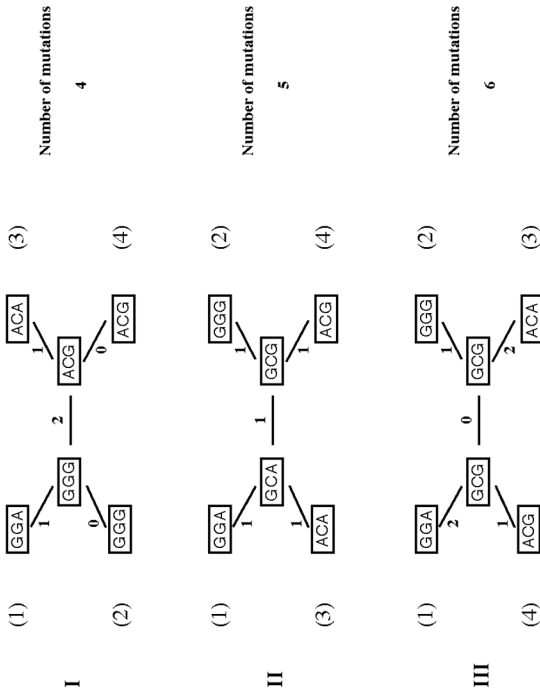 (1) GGA ACA (3)
1 1 Number of mutations
I GGG 2 ACG 4
0 0
(2) GGG ACG (4)
(1) GGA GGG (2)
1 1 Number of mutations
II GCA 1 GCG 5
1 1
(3) ACA ACG (4)
(1) GGA GGG (2)
2 1 Number of mutations
III GCG 0 GCG 6
1 2
(4) ACG ACA (3)